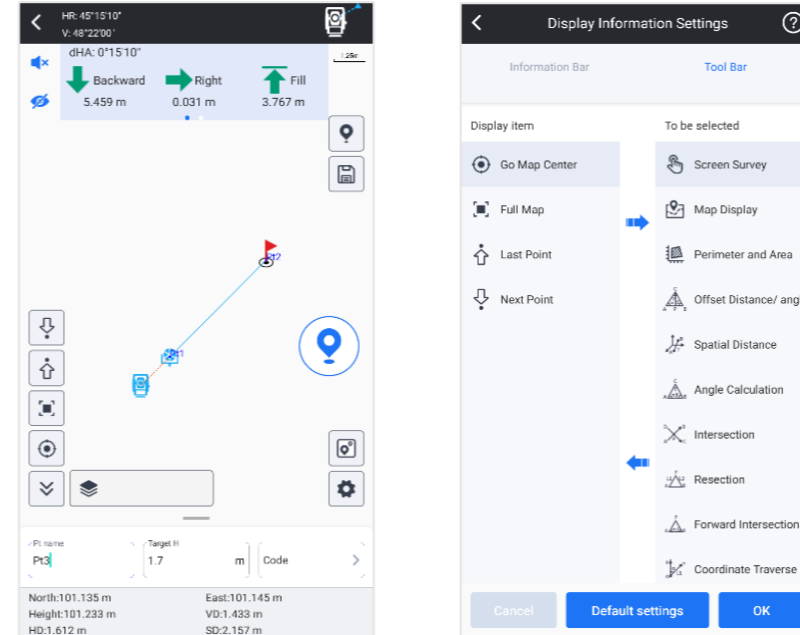 HR: 45°15'10"
V: 48°22'00"
dHA: 0°15'10"
Backward
Right
Fill
5.459 m
0.031 m
3.767 m
Pt name
Target H
Pt3
1.7
m
Code
North:101.135 m
East:101.145 m
Height:101.233 m
VD:1.433 m
HD:1.612 m
SD:2.157 m
Display Information Settings
Information Bar
Tool Bar
Display item
To be selected
Go Map Center
Screen Survey
Full Map
Map Display
Last Point
Perimeter and Area
Next Point
Offset Distance/ ang
Spatial Distance
Angle Calculation
Intersection
Resection
Forward Intersection
Coordinate Traverse
Cancel
Default settings
OK